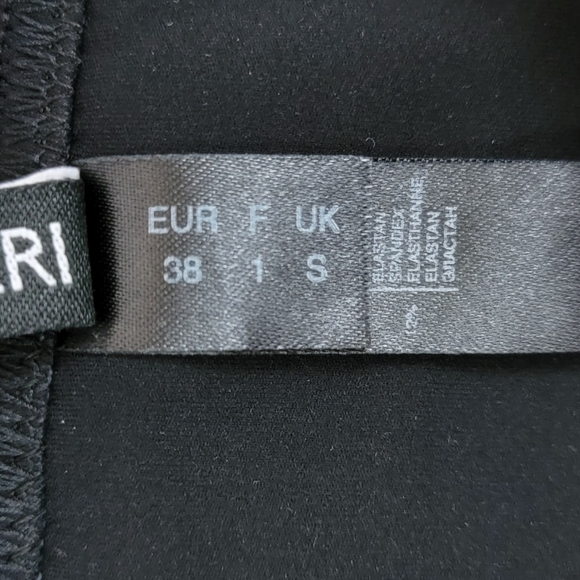 ERI
EUR F UK
38 1 S
ELASTAN
SPANDEX
ELASTHANNE
ELASTAN
ЭЛАСТАН
12%